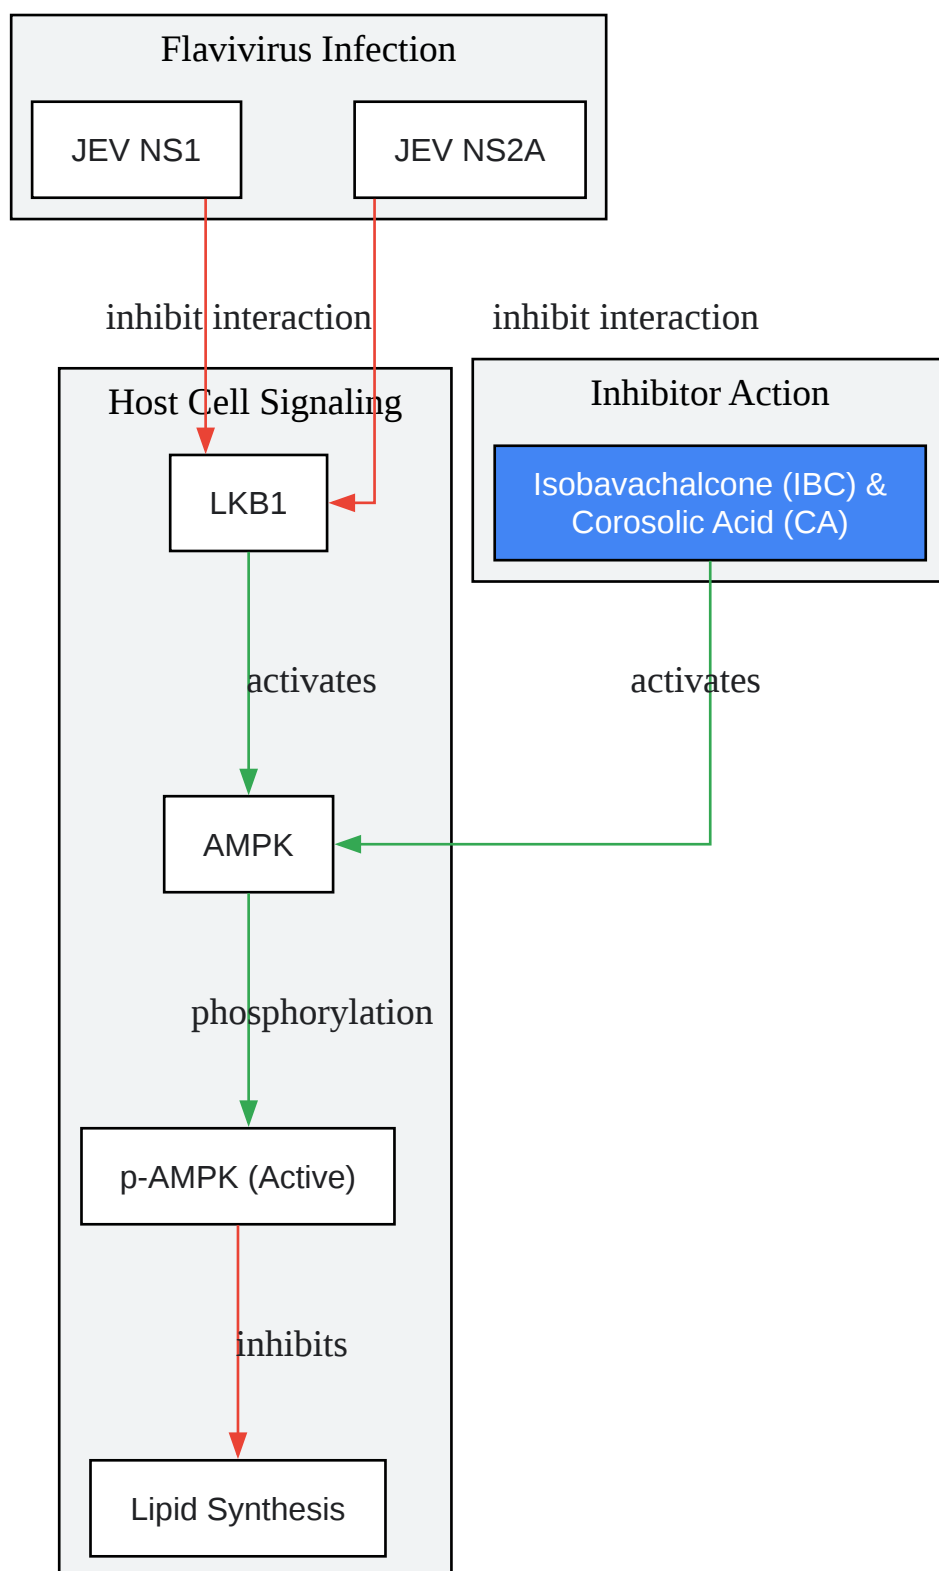 Flavivirus Infection
JEV NS1
JEV NS2A
inhibit interaction
inhibit interaction
Host Cell Signaling
Inhibitor Action
LKB1
Isobavachalcone (IBC) &
Corosolic Acid (CA)
activates
activates
AMPK
phosphorylation
p-AMPK (Active)
inhibits
Lipid Synthesis